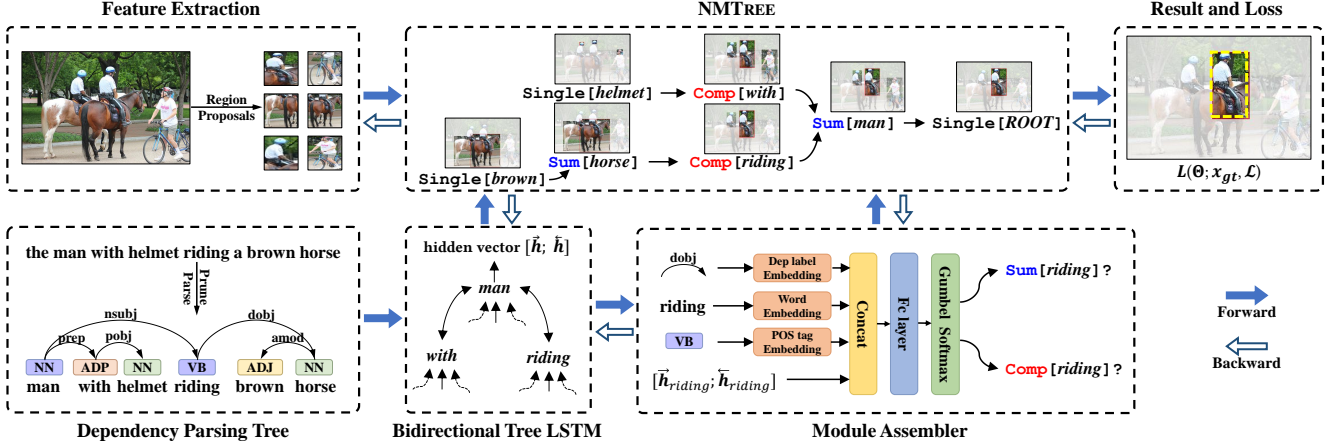 Feature Extraction
Region
Proposals
NMTREE
Single[helmet]
Comp[with]
Sum[man]
Single[ROOT]
Single[brown]
Sum[horse]
Comp[riding]
Result and Loss
L(Θ; x_gt, ℒ)
the man with helmet riding a brown horse
Prune
Parse
nsubj
dobj
prep
pobj
amod
NN ADP NN VB ADJ NN
man with helmet riding brown horse
Dependency Parsing Tree
hidden vector [h→; h←]
man
with
riding
Bidirectional Tree LSTM
dobj
Dep label
Embedding
riding
Word
Embedding
VB
POS tag
Embedding
[h→_riding; h←_riding]
Concat
Fc layer
Gumbel
Softmax
Sum[riding]?
Comp[riding]?
Module Assembler
Forward
Backward